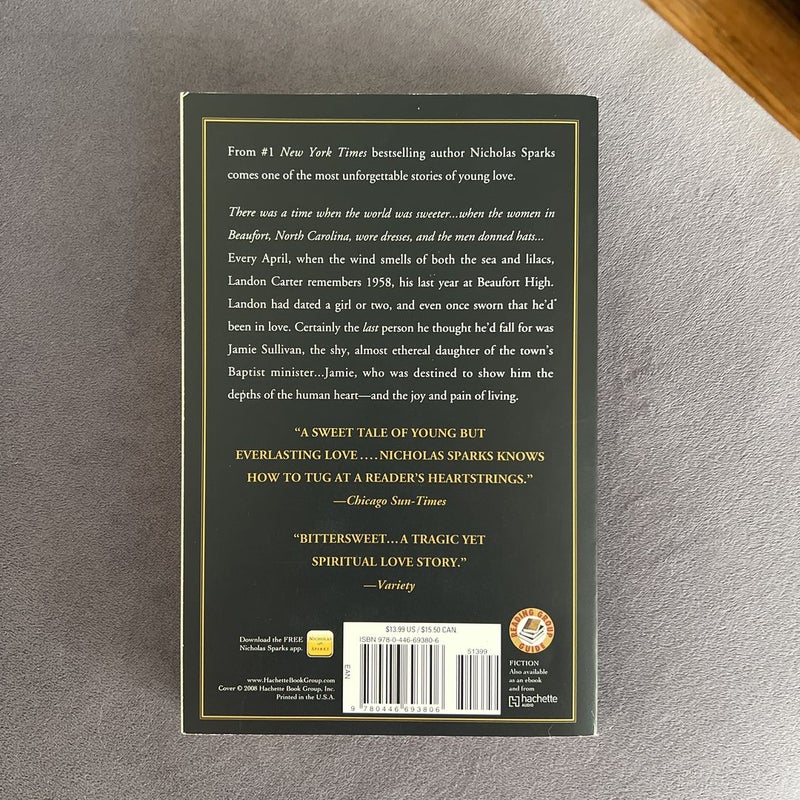 From #1 New York Times bestselling author Nicholas Sparks
comes one of the most unforgettable stories of young love.
There was a time when the world was sweeter...when the women in
Beaufort, North Carolina, wore dresses, and the men donned hats...
Every April, when the wind smells of both the sea and lilacs,
Landon Carter remembers 1958, his last year at Beaufort High.
Landon had dated a girl or two, and even once sworn that he'd
been in love. Certainly the last person he thought he'd fall for was
Jamie Sullivan, the shy, almost ethereal daughter of the town's
Baptist minister...Jamie, who was destined to show him the
depths of the human heart—and the joy and pain of living.
"A SWEET TALE OF YOUNG BUT
EVERLASTING LOVE....NICHOLAS SPARKS KNOWS
HOW TO TUG AT A READER'S HEARTSTRINGS."
—Chicago Sun-Times
"BITTERSWEET...A TRAGIC YET
SPIRITUAL LOVE STORY."
—Variety
Download the FREE
Nicholas Sparks app.
NICHOLAS
SPARKS
www.HachetteBookGroup.com
Cover © 2008 Hachette Book Group, Inc.
Printed in the U.S.A.
$13.99 US / $15.50 CAN.
ISBN 978-0-446-69380-6
51399
EAN
9 780446 693806
READING GROUP
GUIDE
FICTION
Also available
as an ebook
and from
hachette
AUDIO